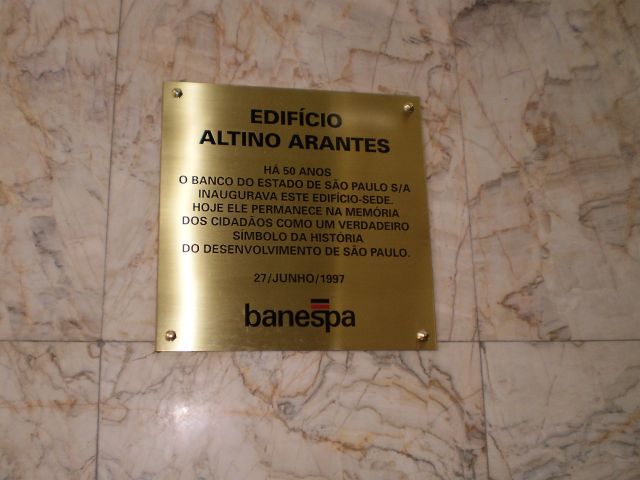 EDIFÍCIO
ALTINO ARANTES
HÁ 50 ANOS
O BANCO DO ESTADO DE SÃO PAULO S/A
INAUGURAVA ESTE EDIFÍCIO-SEDE.
HOJE ELE PERMANECE NA MEMÓRIA
DOS CIDADÃOS COMO UM VERDADEIRO
SÍMBOLO DA HISTÓRIA
DO DESENVOLVIMENTO DE SÃO PAULO.
27/JUNHO/1997
banespa